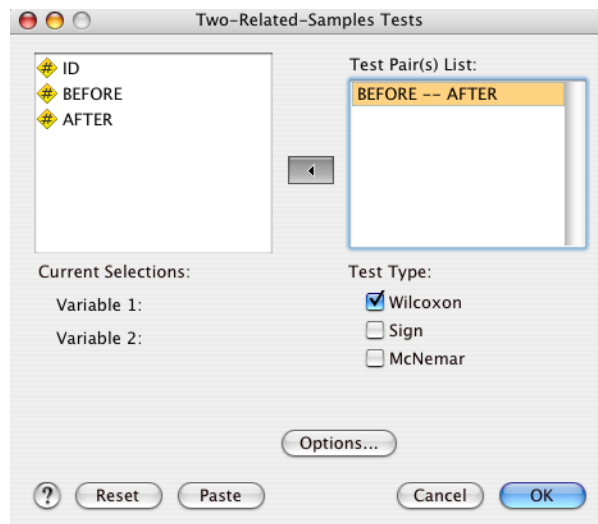 Two-Related-Samples Tests
# ID
# BEFORE
# AFTER
Test Pair(s) List:
BEFORE -- AFTER
Current Selections:
Variable 1:
Variable 2:
Test Type:
Wilcoxon
Sign
McNemar
Options...
? Reset Paste Cancel OK